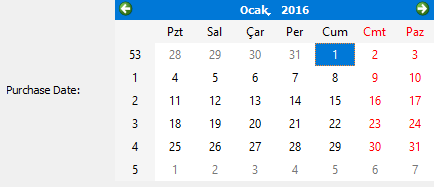 Ocak, 2016
Pzt Sal Çar Per Cum Cmt Paz
53 28 29 30 31 1 2 3
1 4 5 6 7 8 9 10
2 11 12 13 14 15 16 17
3 18 19 20 21 22 23 24
4 25 26 27 28 29 30 31
5 1 2 3 4 5 6 7
Purchase Date: